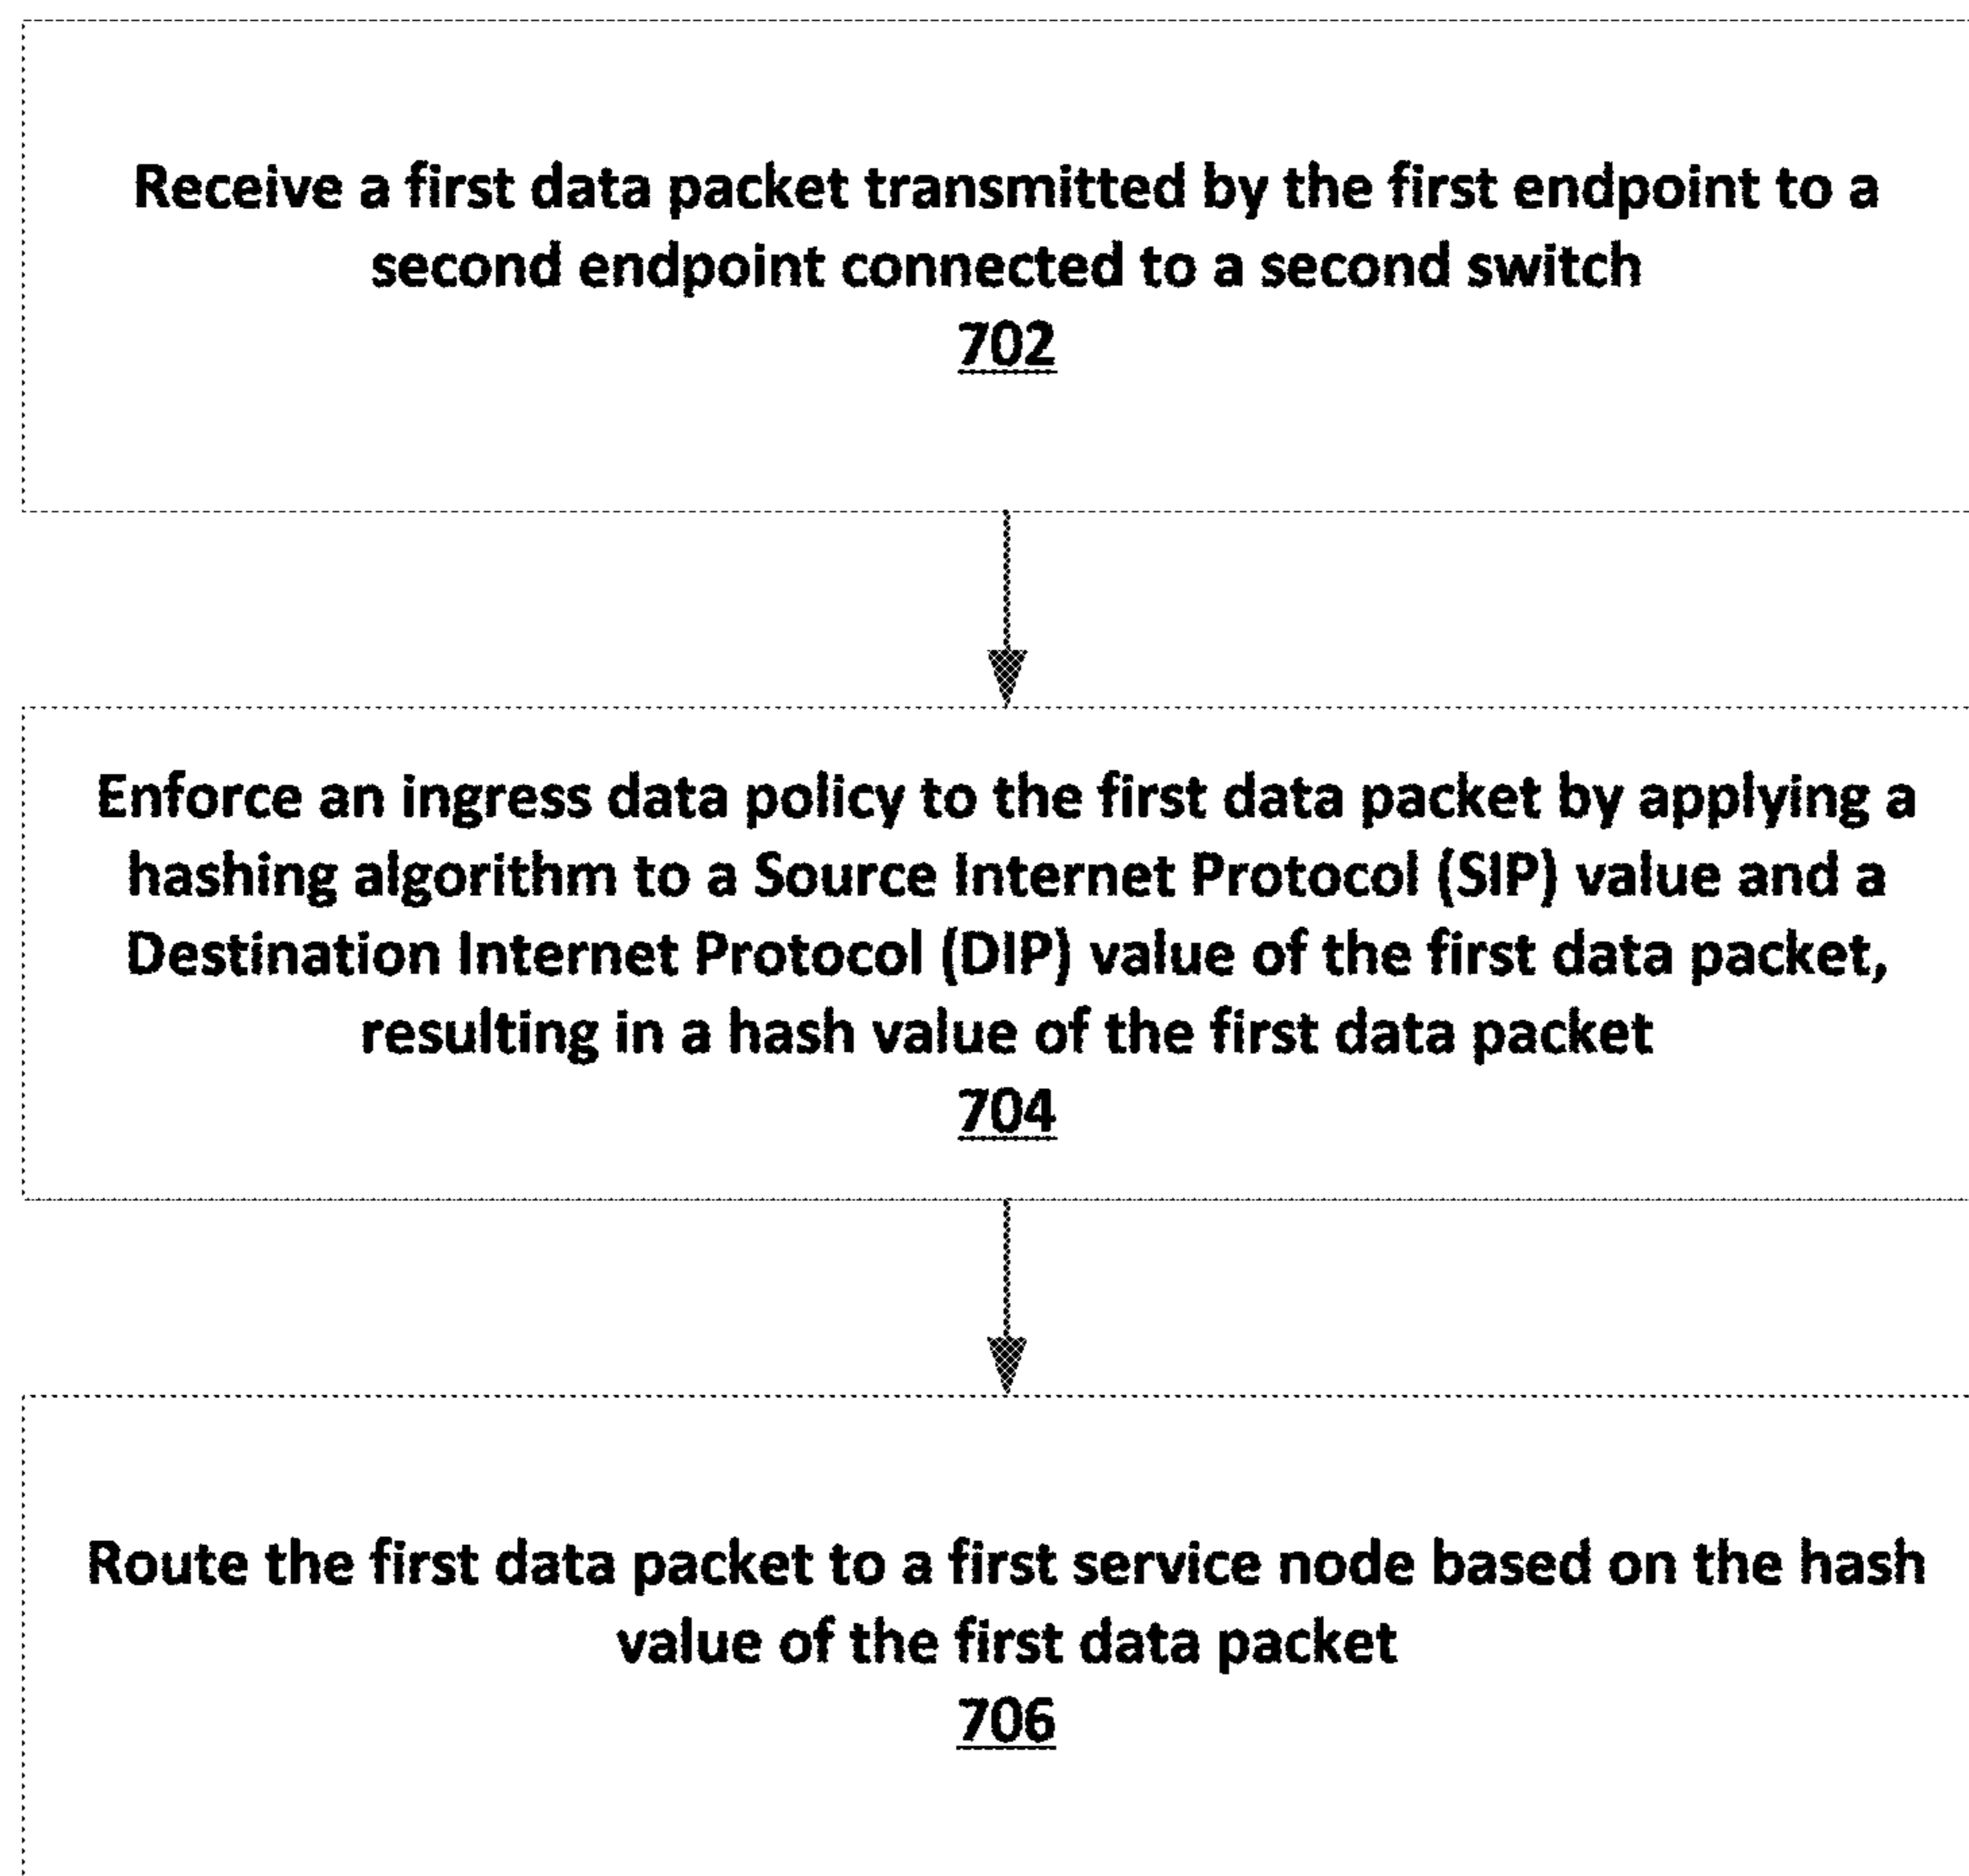 Receive a first data packet transmitted by the first endpoint to a
second endpoint connected to a second switch
702
Enforce an ingress data policy to the first data packet by applying a
hashing algorithm to a Source Internet Protocol (SIP) value and a
Destination Internet Protocol (DIP) value of the first data packet,
resulting in a hash value of the first data packet
704
Route the first data packet to a first service node based on the hash
value of the first data packet
706